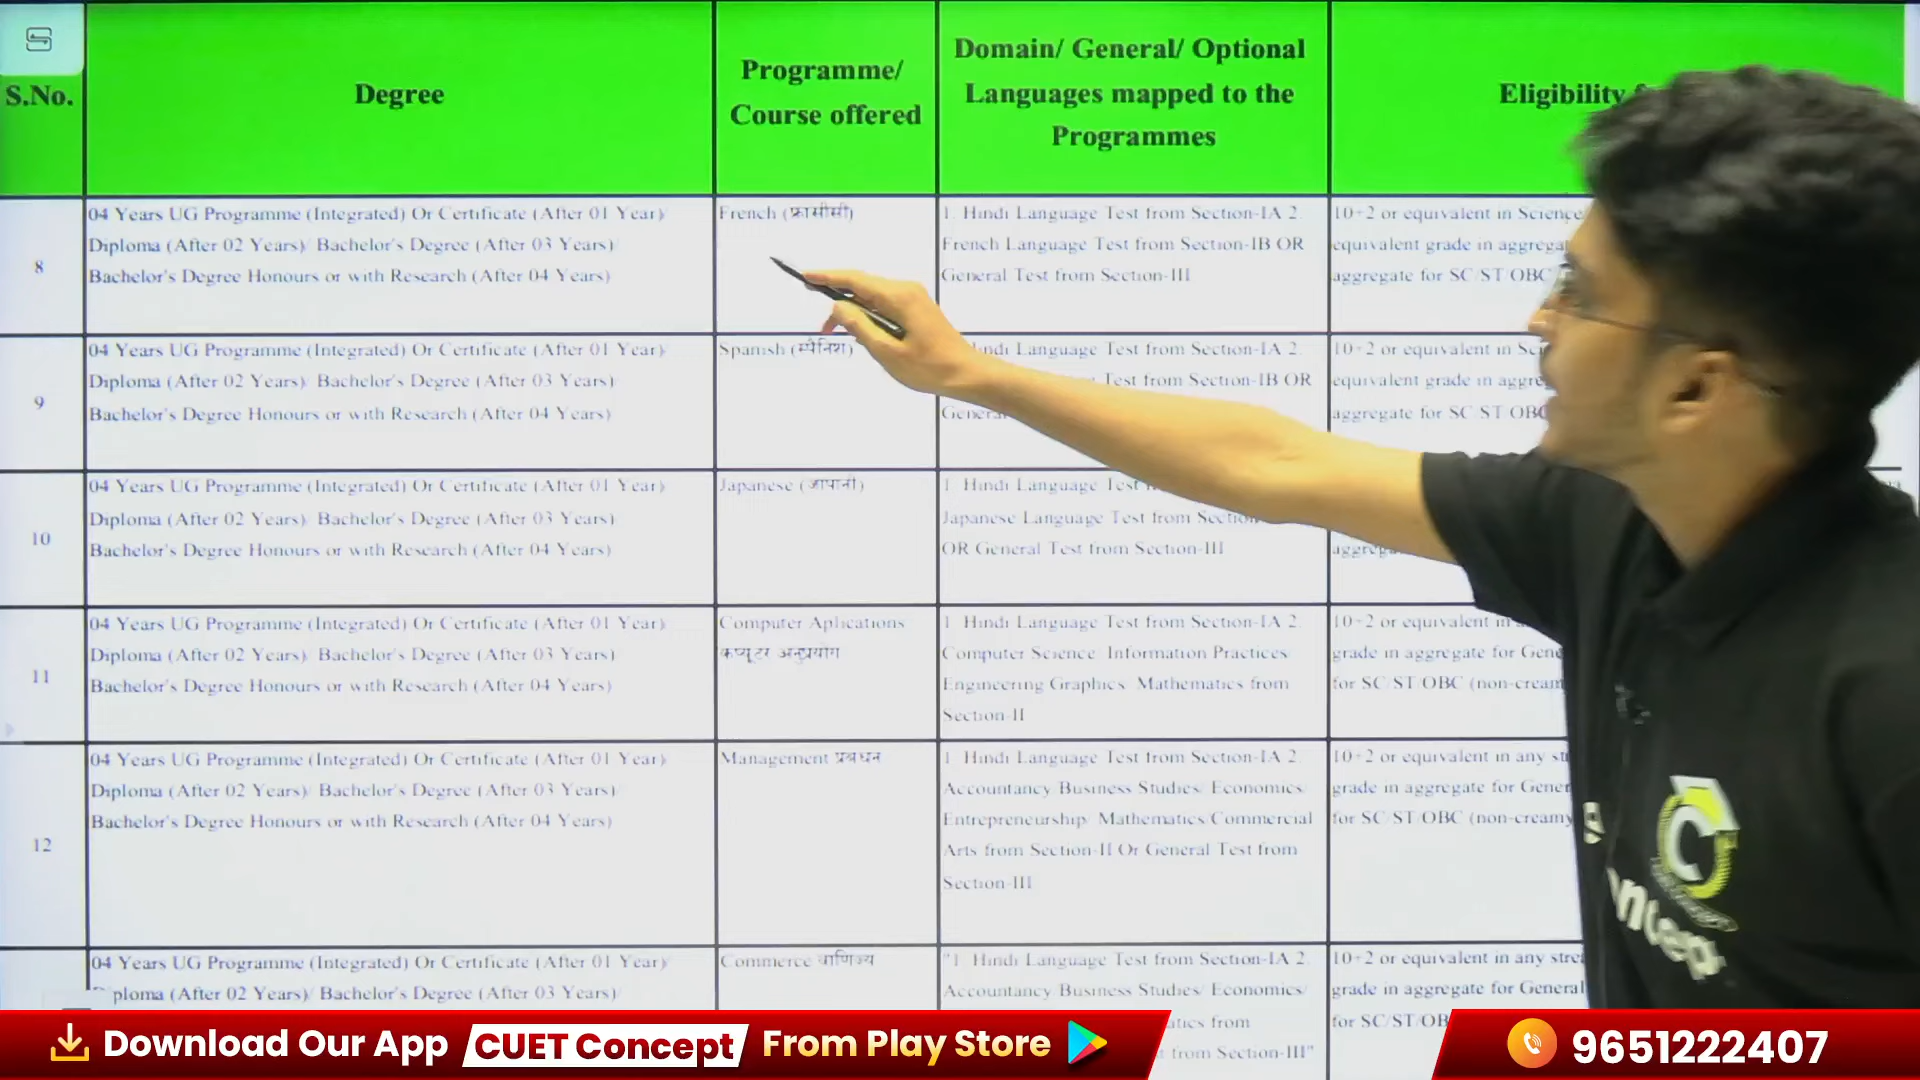 S.No.
Degree
Programme/
Course offered
Domain/ General/ Optional
Languages mapped to the
Programmes
Eligibility
8
04 Years UG Programme (Integrated) Or Certificate (After 01 Year)/
Diploma (After 02 Years)/ Bachelor's Degree (After 03 Years)/
Bachelor's Degree Honours or with Research (After 04 Years)
French (फ्रासीसी)
1. Hindi Language Test from Section-IA 2.
French Language Test from Section-IB OR
General Test from Section-III
10+2 or equivalent in Science
equivalent grade in
aggregate for SC/ST/OBC
9
04 Years UG Programme (Integrated) Or Certificate (After 01 Year)/
Diploma (After 02 Years)/ Bachelor's Degree (After 03 Years)/
Bachelor's Degree Honours or with Research (After 04 Years)
Spanish (स्पैनिश)
Hindi Language Test from Section-IA 2.
Test from Section-IB OR
General
10+2 or equivalent in
equivalent grade in
aggregate for SC/ST/OBC
10
04 Years UG Programme (Integrated) Or Certificate (After 01 Year)/
Diploma (After 02 Years)/ Bachelor's Degree (After 03 Years)/
Bachelor's Degree Honours or with Research (After 04 Years)
Japanese (जापानी)
1. Hindi Language Test
Japanese Language Test from Section
OR General Test from Section-III
11
04 Years UG Programme (Integrated) Or Certificate (After 01 Year)/
Diploma (After 02 Years)/ Bachelor's Degree (After 03 Years)/
Bachelor's Degree Honours or with Research (After 04 Years)
Computer Aplications
कंप्यूटर अनुप्रयोग
1. Hindi Language Test from Section-IA 2.
Computer Science/ Information Practices/
Engineering Graphics/ Mathematics from
Section-II
10+2 or equivalent in
grade in aggregate for
for SC/ST/OBC
12
04 Years UG Programme (Integrated) Or Certificate (After 01 Year)/
Diploma (After 02 Years)/ Bachelor's Degree (After 03 Years)/
Bachelor's Degree Honours or with Research (After 04 Years)
Management प्रबंधन
1. Hindi Language Test from Section-IA 2.
Accountancy/Business Studies/ Economics/
Entrepreneurship/ Mathematics/Commercial
Arts from Section-II Or General Test from
Section-III
10+2 or equivalent in any
grade in aggregate for
for SC/ST/OBC (non-creamy
04 Years UG Programme (Integrated) Or Certificate (After 01 Year)/
ploma (After 02 Years)/ Bachelor's Degree (After 03 Years)/
Commerce वाणिज्य
"1. Hindi Language Test from Section-IA 2.
Accountancy/Business Studies/ Economics/
from
from Section-III"
10+2 or equivalent in any
grade in aggregate for General
for
Download Our App CUET Concept From Play Store
9651222407